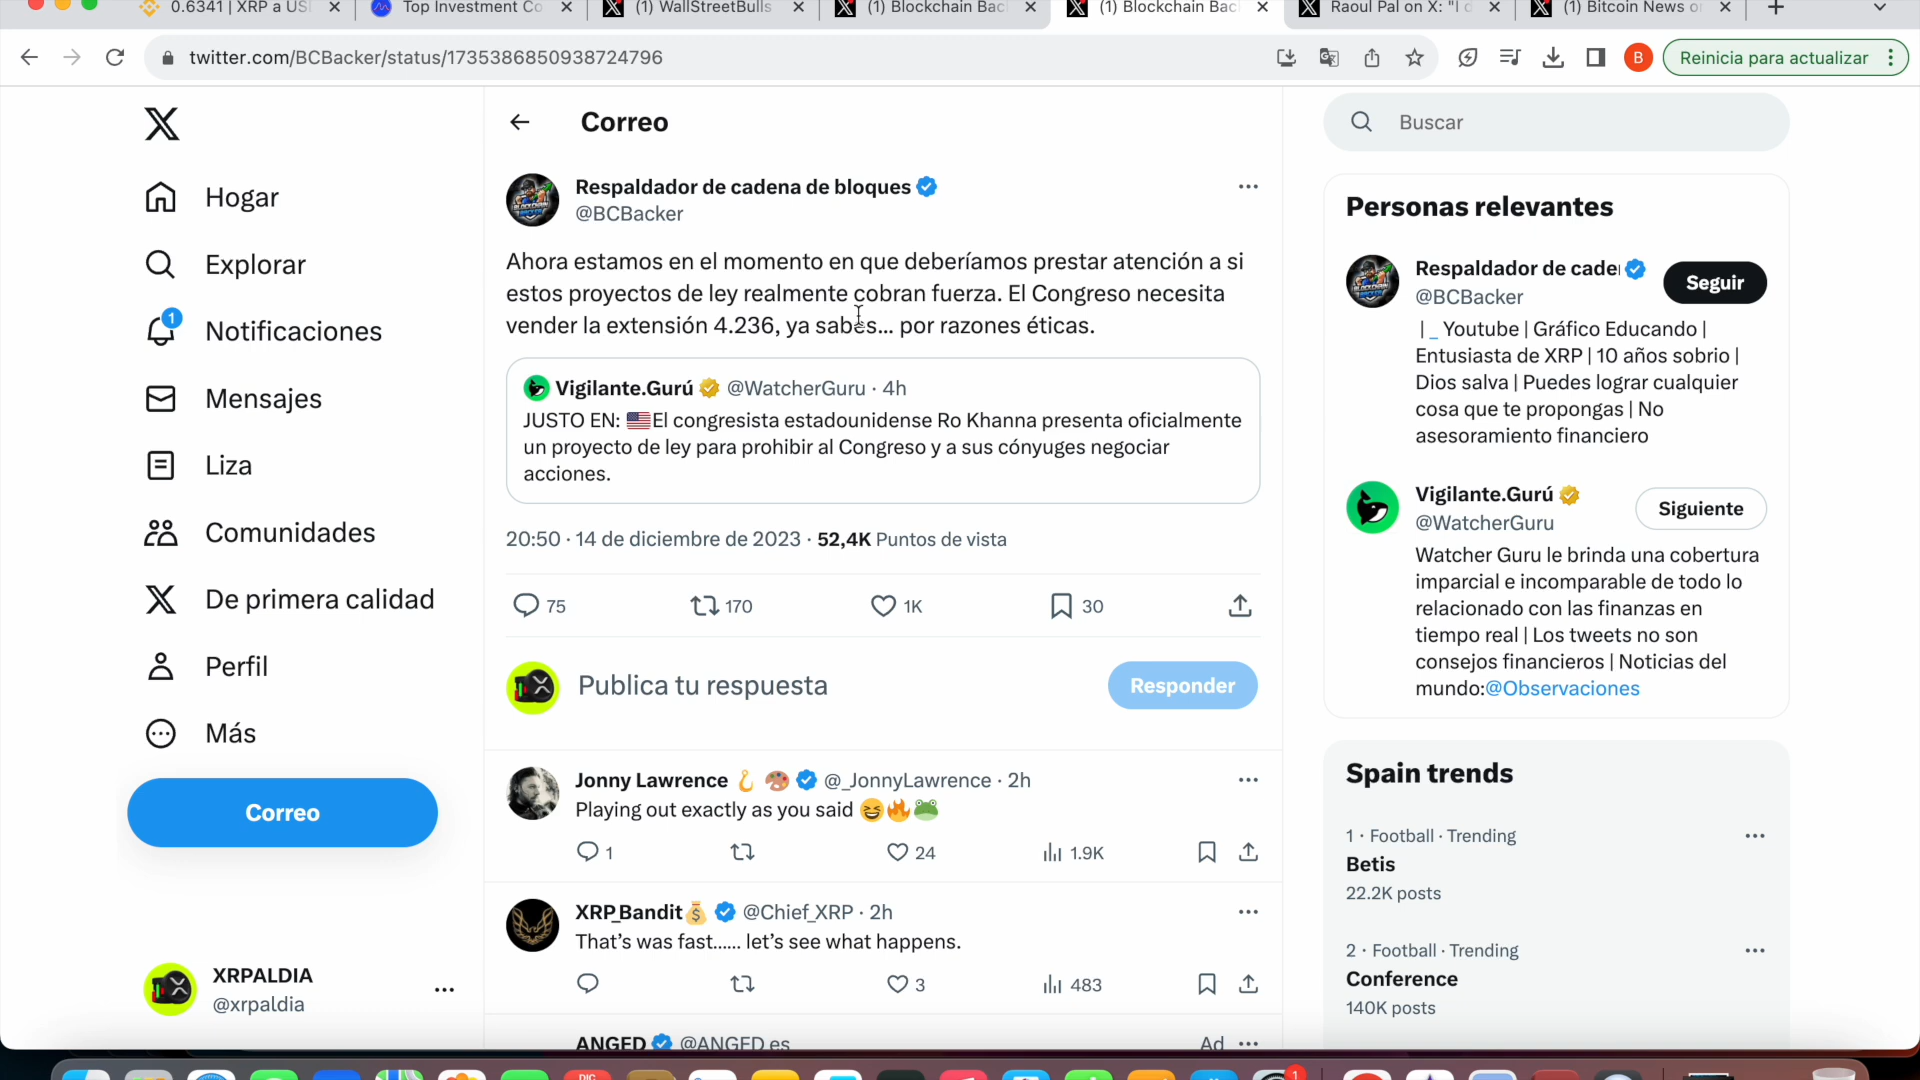 0.6341 | XRP a US
Top Investment Co
(1) WallStreetBulls
(1) Blockchain Bac
(1) Blockchain Bac
Raoul Pal on X: "I d
(1) Bitcoin News o
twitter.com/BCBacker/status/1735386850938724796
B
Reinicia para actualizar
Hogar
Explorar
1
Notificaciones
Mensajes
Liza
Comunidades
De primera calidad
Perfil
Más
Correo
XRPALDIA
@xrpaldia
Correo
Respaldador de cadena de bloques
@BCBacker
Ahora estamos en el momento en que deberíamos prestar atención a si
estos proyectos de ley realmente cobran fuerza. El Congreso necesita
vender la extensión 4.236, ya sabes... por razones éticas.
Vigilante.Gurú @WatcherGuru · 4h
JUSTO EN: 🇺🇸El congresista estadounidense Ro Khanna presenta oficialmente
un proyecto de ley para prohibir al Congreso y a sus cónyuges negociar
acciones.
20:50 · 14 de diciembre de 2023 · 52,4K Puntos de vista
75 170 1K 30
Publica tu respuesta
Responder
Jonny Lawrence 🪝 🎨 @_JonnyLawrence · 2h
Playing out exactly as you said 😆🔥🐸
1 24 1.9K
XRP_Bandit💰 @Chief_XRP · 2h
That's was fast...... let's see what happens.
3 483
ANGED @ANGED_es
Ad
Buscar
Personas relevantes
Respaldador de cade
@BCBacker
Seguir
|_ Youtube | Gráfico Educando |
Entusiasta de XRP | 10 años sobrio |
Dios salva | Puedes lograr cualquier
cosa que te propongas | No
asesoramiento financiero
Vigilante.Gurú
@WatcherGuru
Siguiente
Watcher Guru le brinda una cobertura
imparcial e incomparable de todo lo
relacionado con las finanzas en
tiempo real | Los tweets no son
consejos financieros | Noticias del
mundo:@Observaciones
Spain trends
1 · Football · Trending
Betis
22.2K posts
2 · Football · Trending
Conference
140K posts
DIC
1